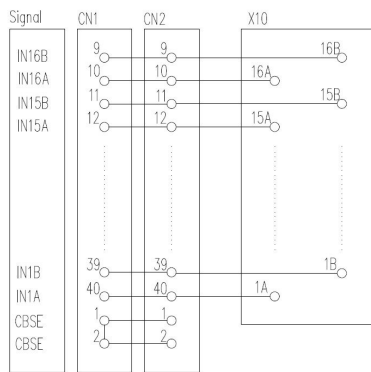 Signal CN1 CN2 X10
IN16B 9 9 16B
IN16A 10 10 16A
IN15B 11 11 15B
IN15A 12 12 15A
IN1B 39 39 1B
IN1A 40 40 1A
CBSE 1 1
CBSE 2 2